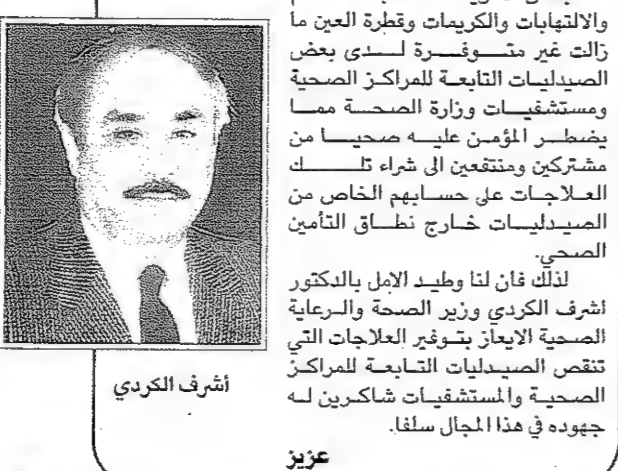 والالتهابات والكريمات وقطرة العين ما
زالت غير متوفرة لدى بعض
الصيدليات التابعة للمراكز الصحية
ومستشفيات وزارة الصحة مما
يضطر المؤمن عليه صحيا من
مشتركين ومنتفعين الى شراء تلك
العلاجات على حسابهم الخاص من
الصيدليات خارج نطاق التأمين
الصحي.
لذلك فأن لنا وطيد الامل بالدكتور
اشرف الكردي وزير الصحة والرعاية
الصحية الايعاز بتوفير العلاجات التي
تنقص الصيدليات التابعة للمراكز
الصحية والمستشفيات شاكرين له
جهوده في هذا المجال سلفا.
عزيز
أشرف الكردي